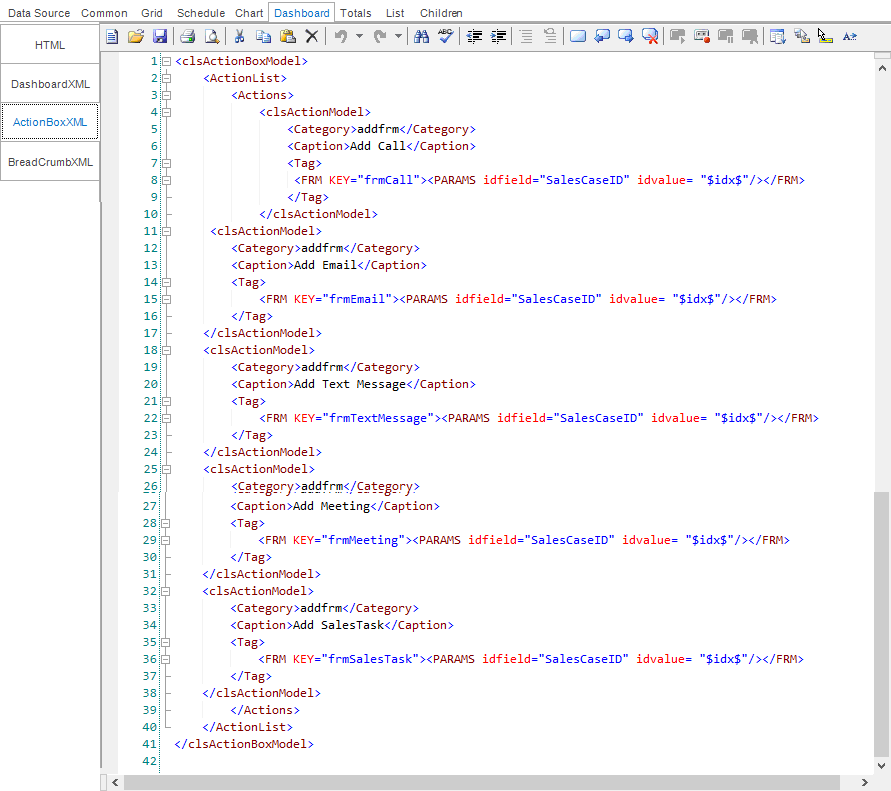 Data Source Common Grid Schedule Chart Dashboard Totals List Children
HTML
DashboardXML
ActionBoxXML
BreadCrumbXML
ABC
1 <clsActionBoxModel>
2 <ActionList>
3 <Actions>
4 <clsActionModel>
5 <Category>addfrm</Category>
6 <Caption>Add Call</Caption>
7 <Tag>
8 <FRM KEY="frmCall"><PARAMS idfield="SalesCaseID" idvalue= "$idx$"/></FRM>
9 </Tag>
10 </clsActionModel>
11 <clsActionModel>
12 <Category>addfrm</Category>
13 <Caption>Add Email</Caption>
14 <Tag>
15 <FRM KEY="frmEmail"><PARAMS idfield="SalesCaseID" idvalue= "$idx$"/></FRM>
16 </Tag>
17 </clsActionModel>
18 <clsActionModel>
19 <Category>addfrm</Category>
20 <Caption>Add Text Message</Caption>
21 <Tag>
22 <FRM KEY="frmTextMessage"><PARAMS idfield="SalesCaseID" idvalue= "$idx$"/></FRM>
23 </Tag>
24 </clsActionModel>
25 <clsActionModel>
26 <Category>addfrm</Category>
27 <Caption>Add Meeting</Caption>
28 <Tag>
29 <FRM KEY="frmMeeting"><PARAMS idfield="SalesCaseID" idvalue= "$idx$"/></FRM>
30 </Tag>
31 </clsActionModel>
32 <clsActionModel>
33 <Category>addfrm</Category>
34 <Caption>Add SalesTask</Caption>
35 <Tag>
36 <FRM KEY="frmSalesTask"><PARAMS idfield="SalesCaseID" idvalue= "$idx$"/></FRM>
37 </Tag>
38 </clsActionModel>
39 </Actions>
40 </ActionList>
41 </clsActionBoxModel>
42